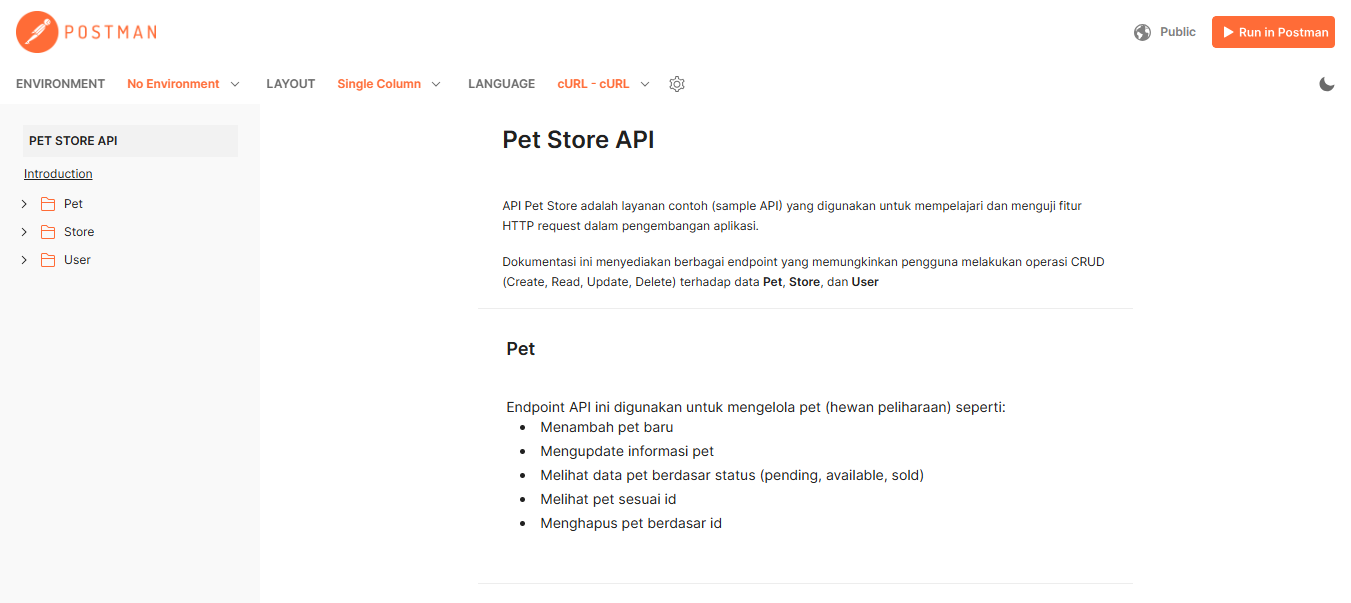 POSTMAN
Public
Run in Postman
ENVIRONMENT No Environment LAYOUT Single Column LANGUAGE cURL - cURL
PET STORE API
Introduction
Pet
Store
User
Pet Store API
API Pet Store adalah layanan contoh (sample API) yang digunakan untuk mempelajari dan menguji fitur
HTTP request dalam pengembangan aplikasi.
Dokumentasi ini menyediakan berbagai endpoint yang memungkinkan pengguna melakukan operasi CRUD
(Create, Read, Update, Delete) terhadap data Pet, Store, dan User
Pet
Endpoint API ini digunakan untuk mengelola pet (hewan peliharaan) seperti:
• Menambah pet baru
• Mengupdate informasi pet
• Melihat data pet berdasar status (pending, available, sold)
• Melihat pet sesuai id
• Menghapus pet berdasar id